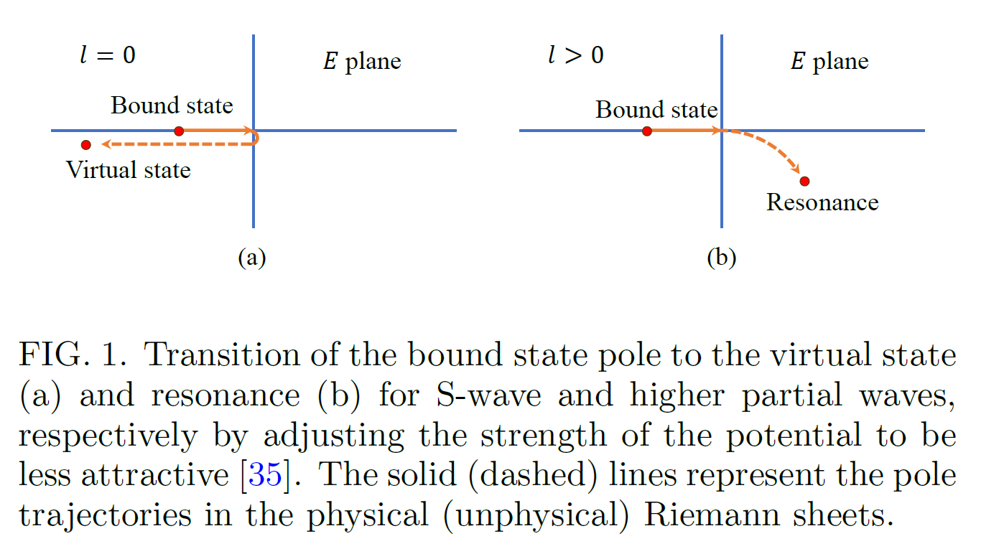 l = 0
E plane
Bound state
Virtual state
(a)
l > 0
E plane
Bound state
Resonance
(b)
FIG. 1. Transition of the bound state pole to the virtual state
(a) and resonance (b) for S-wave and higher partial waves,
respectively by adjusting the strength of the potential to be
less attractive [35]. The solid (dashed) lines represent the pole
trajectories in the physical (unphysical) Riemann sheets.